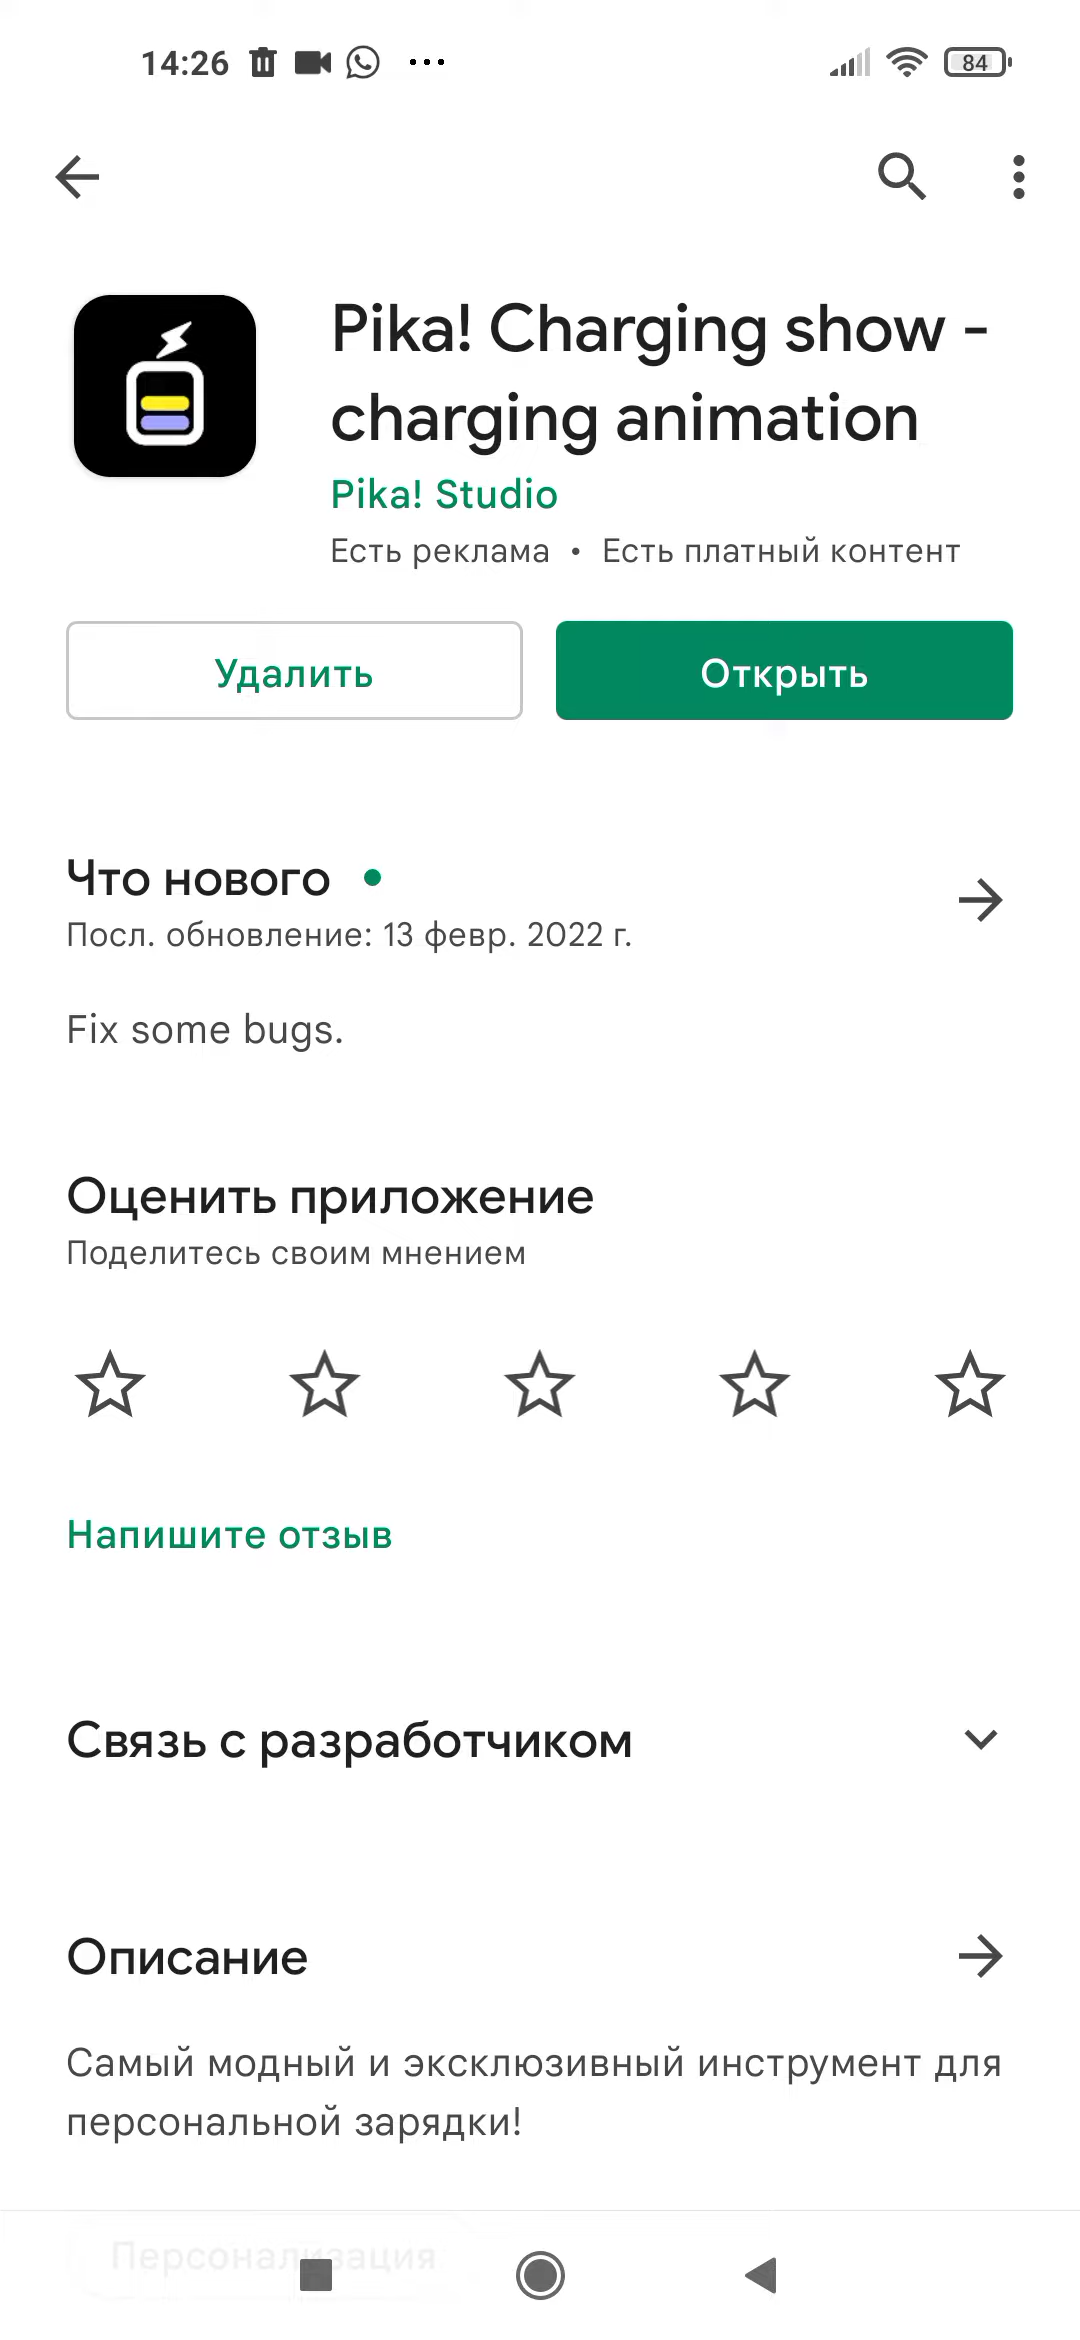 14:26
84
Pika! Charging show -
charging animation
Pika! Studio
Есть реклама • Есть платный контент
Удалить
Открыть
Что нового
Посл. обновление: 13 февр. 2022 г.
Fix some bugs.
Оценить приложение
Поделитесь своим мнением
Напишите отзыв
Связь с разработчиком
Описание
Самый модный и эксклюзивный инструмент для
персональной зарядки!
Персонализация